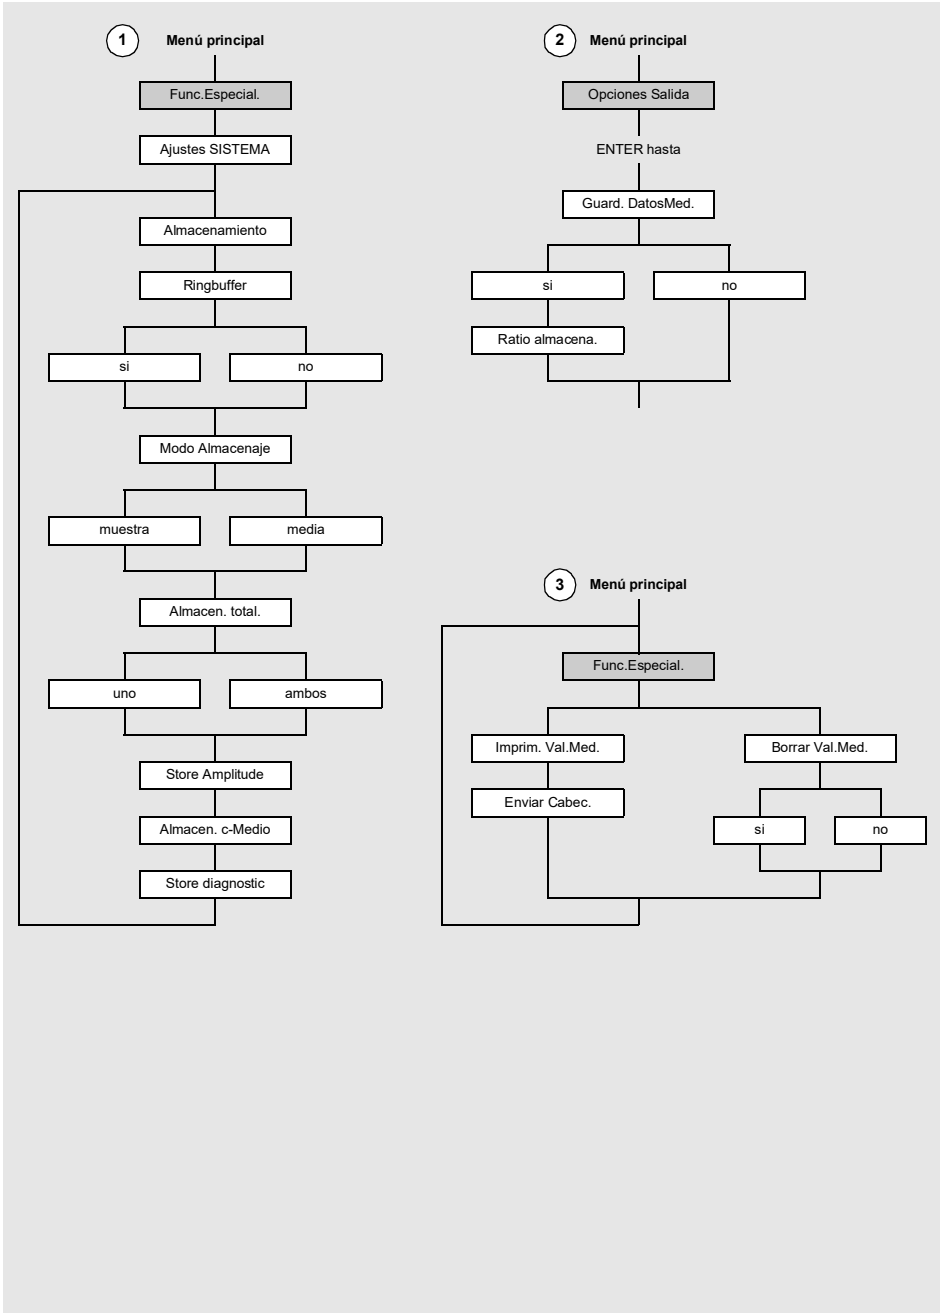 1 Menú principal
Func.Especial.
Ajustes SISTEMA
Almacenamiento
Ringbuffer
si
no
Modo Almacenaje
muestra
media
Almacen. total.
uno
ambos
Store Amplitude
Almacen. c-Medio
Store diagnostic
2 Menú principal
Opciones Salida
ENTER hasta
Guard. DatosMed.
si
no
Ratio almacena.
3 Menú principal
Func.Especial.
Imprim. Val.Med.
Borrar Val.Med.
Enviar Cabec.
si
no